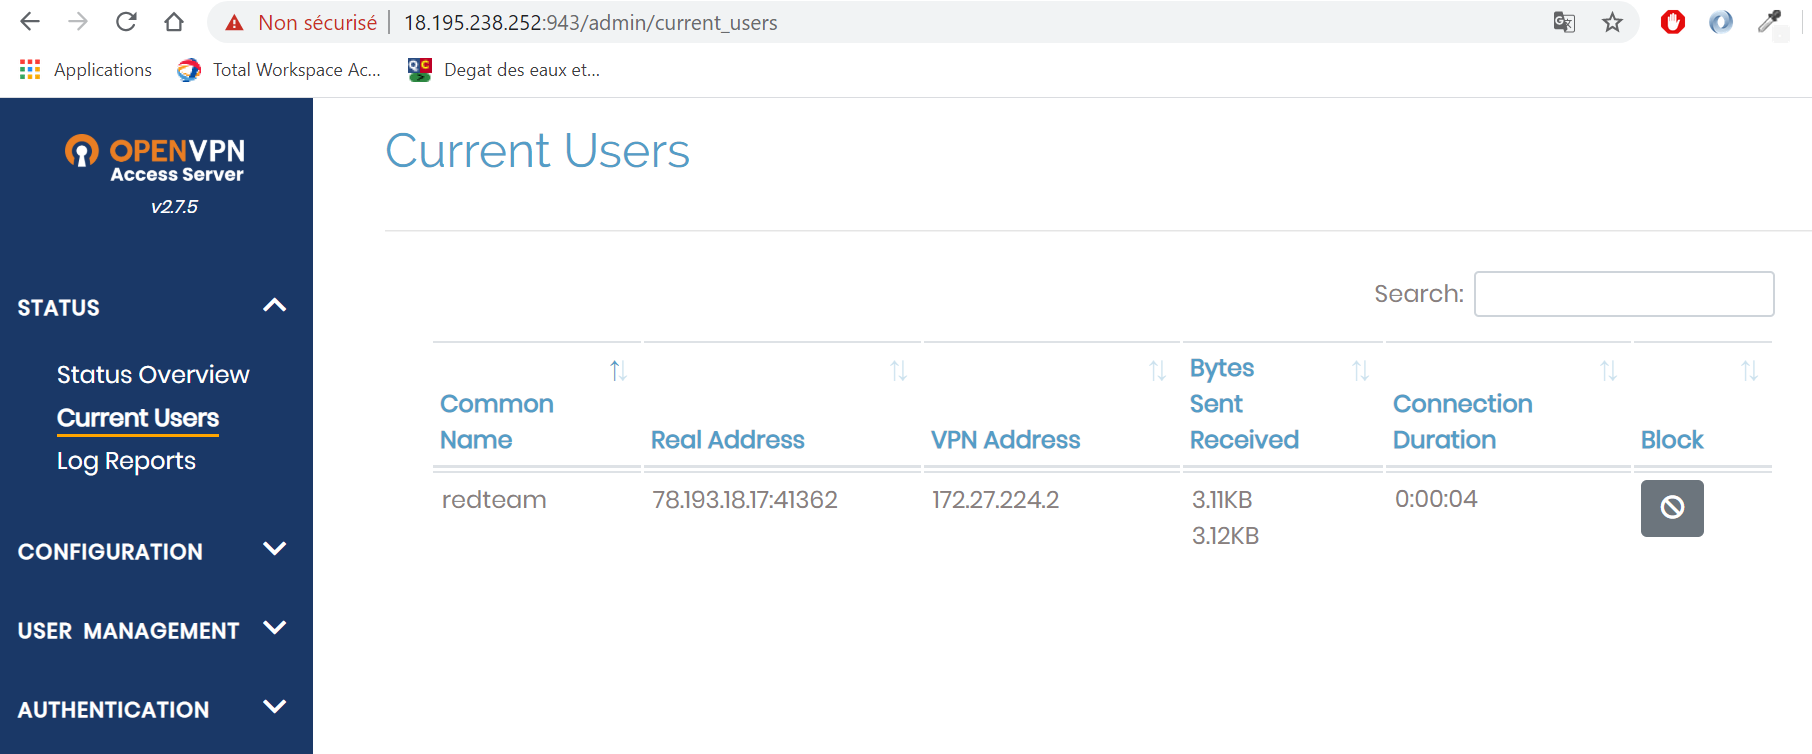 Non sécurisé 18.195.238.252:943/admin/current_users
Applications Total Workspace Ac... Degat des eaux et...
OPENVPN
Access Server
v2.7.5
Current Users
Search:
STATUS
Status Overview
Current Users
Log Reports
CONFIGURATION
USER MANAGEMENT
AUTHENTICATION
Common Name
Real Address
VPN Address
Bytes Sent Received
Connection Duration
Block
redteam 78.193.18.17:41362 172.27.224.2 3.11KB 0:00:04
3.12KB